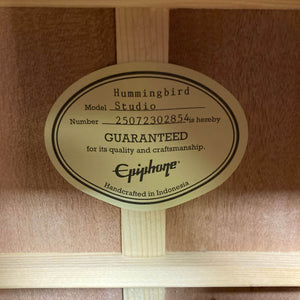 Hummingbird
Model Studio
Number 25072302854 is hereby
GUARANTEED
for its quality and craftsmanship.
Epiphone
Handcrafted in Indonesia